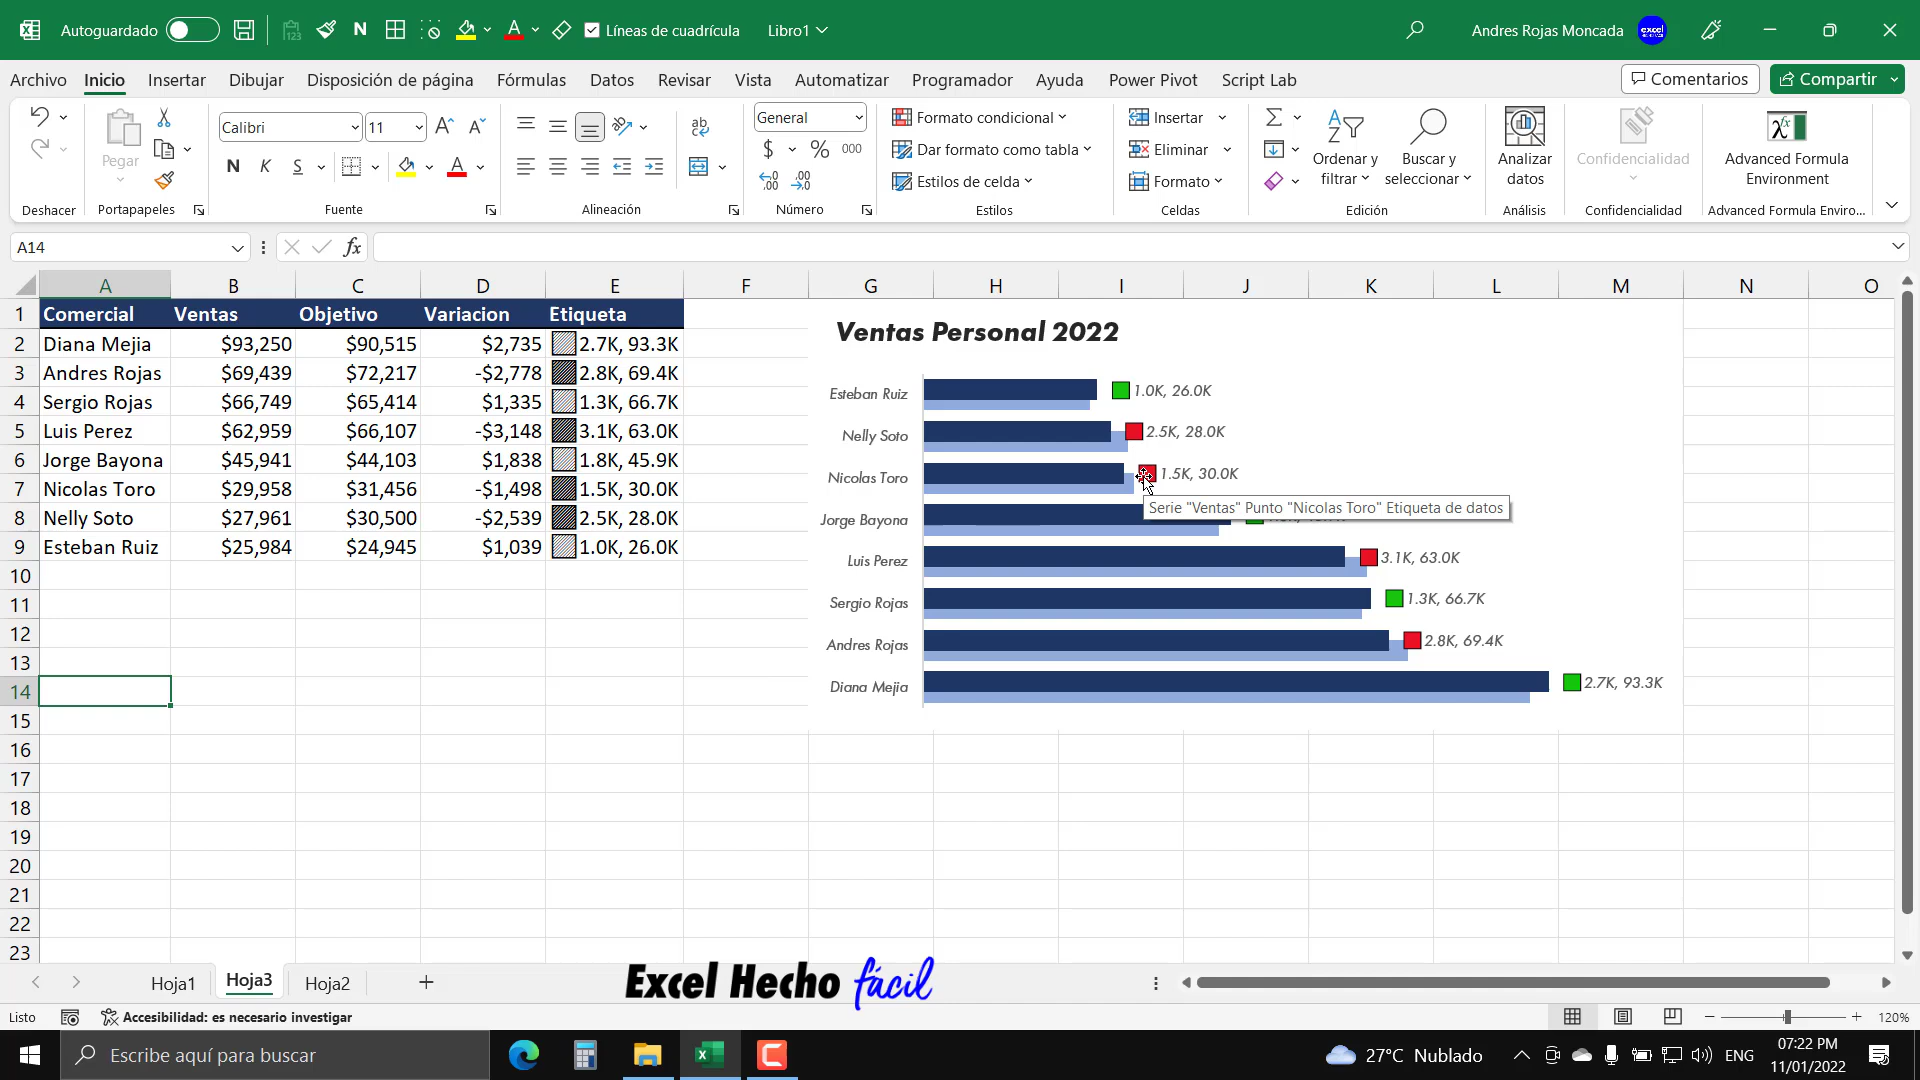 Autoguardado
Líneas de cuadrícula
Libro1
Andres Rojas Moncada
Archivo Inicio Insertar Dibujar Disposición de página Fórmulas Datos Revisar Vista Automatizar Programador Ayuda Power Pivot Script Lab Comentarios Compartir
Pegar
Calibri 11
N K S
General
$ % 000
Formato condicional
Dar formato como tabla
Estilos de celda
Insertar
Eliminar
Formato
Ordenar y filtrar
Buscar y seleccionar
Analizar datos
Confidencialidad
Advanced Formula Environment
Deshacer Portapapeles Fuente Alineación Número Estilos Celdas Edición Análisis Confidencialidad Advanced Formula Enviro...
A14 fx
A B C D E F G H I J K L M N O
1 Comercial Ventas Objetivo Variacion Etiqueta
2 Diana Mejia $93,250 $90,515 $2,735 2.7K, 93.3K
3 Andres Rojas $69,439 $72,217 -$2,778 2.8K, 69.4K
4 Sergio Rojas $66,749 $65,414 $1,335 1.3K, 66.7K
5 Luis Perez $62,959 $66,107 -$3,148 3.1K, 63.0K
6 Jorge Bayona $45,941 $44,103 $1,838 1.8K, 45.9K
7 Nicolas Toro $29,958 $31,456 -$1,498 1.5K, 30.0K
8 Nelly Soto $27,961 $30,500 -$2,539 2.5K, 28.0K
9 Esteban Ruiz $25,984 $24,945 $1,039 1.0K, 26.0K
10
11
12
13
14
15
16
17
18
19
20
21
22
23
Ventas Personal 2022
Esteban Ruiz 1.0K, 26.0K
Nelly Soto 2.5K, 28.0K
Nicolas Toro 1.5K, 30.0K
Serie "Ventas" Punto "Nicolas Toro" Etiqueta de datos
Jorge Bayona
Luis Perez 3.1K, 63.0K
Sergio Rojas 1.3K, 66.7K
Andres Rojas 2.8K, 69.4K
Diana Mejia 2.7K, 93.3K
Hoja1 Hoja3 Hoja2
Excel Hecho fácil
Listo Accesibilidad: es necesario investigar 120%
Escribe aquí para buscar
27°C Nublado
ENG
07:22 PM
11/01/2022